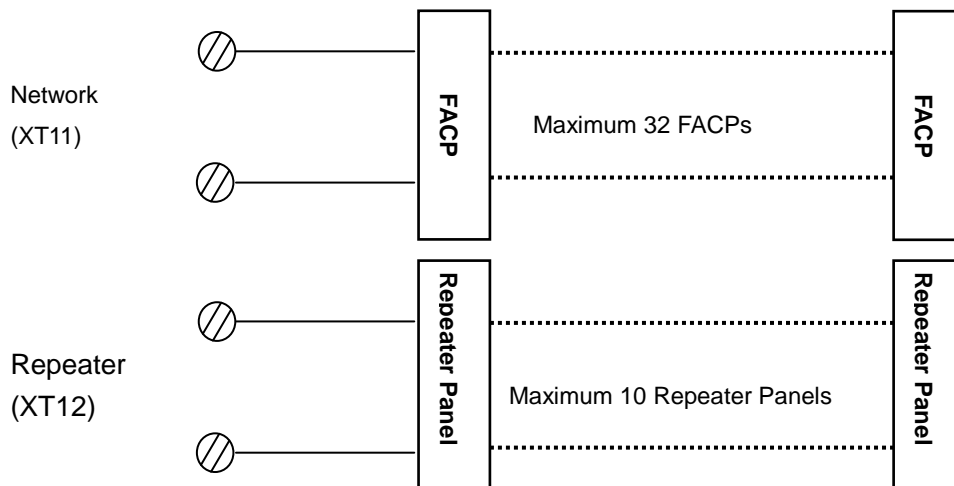 Network
(XT11)
FACP
Maximum 32 FACPs
FACP
Repeater
(XT12)
Repeater Panel
Maximum 10 Repeater Panels
Repeater Panel